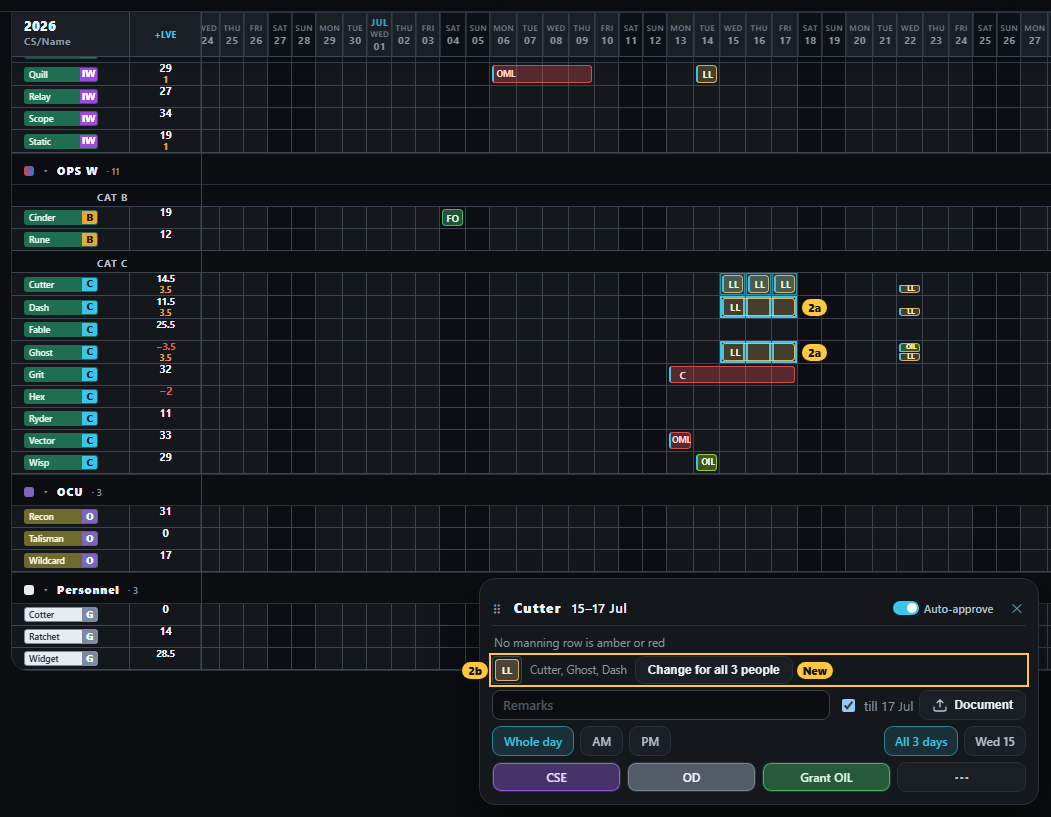 2026
CS/Name
+LVE
JUL
WED THU FRI SAT SUN MON TUE WED THU FRI SAT SUN MON TUE WED THU FRI SAT SUN MON TUE WED THU FRI SAT SUN MON TUE WED THU FRI SAT SUN MON
24 25 26 27 28 29 30 01 02 03 04 05 06 07 08 09 10 11 12 13 14 15 16 17 18 19 20 21 22 23 24 25 26 27
Quill IW 29 1 OML LL
Relay IW 27
Scope IW 34
Static IW 19 1
OPS W · 11
CAT B
Cinder B 19 FO
Rune B 12
CAT C
Cutter C 14.5 3.5 LL LL LL LL
Dash C 11.5 3.5 LL 2a LL
Fable C 25.5
Ghost C −3.5 3.5 LL 2a OIL LL
Grit C 32 C
Hex C −2
Ryder C 11
Vector C 33 OML
Wisp C 29 OIL
OCU · 3
Recon O 31
Talisman O 0
Wildcard O 17
Personnel · 3
Cotter G 0
Ratchet G 14
Widget G 28.5
Cutter 15–17 Jul Auto-approve
No manning row is amber or red
2b LL Cutter, Ghost, Dash Change for all 3 people New
Remarks till 17 Jul Document
Whole day AM PM All 3 days Wed 15
CSE OD Grant OIL ---